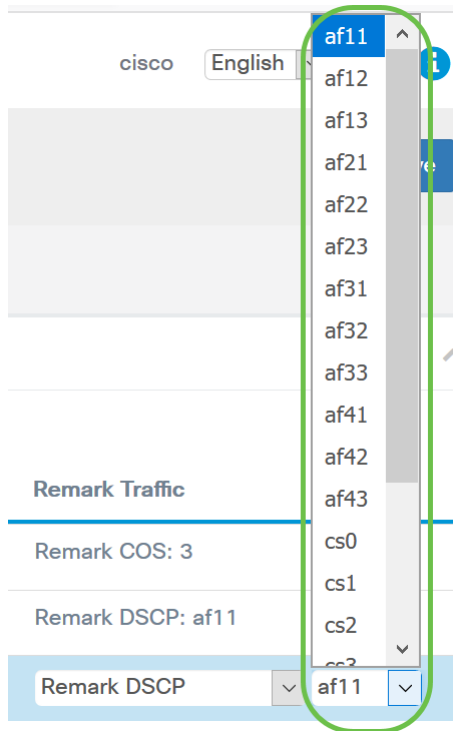 cisco English
af11
af12
af13
af21
af22
af23
af31
af32
af33
af41
af42
af43
cs0
cs1
cs2
cs3
Remark Traffic
Remark COS: 3
Remark DSCP: af11
Remark DSCP af11